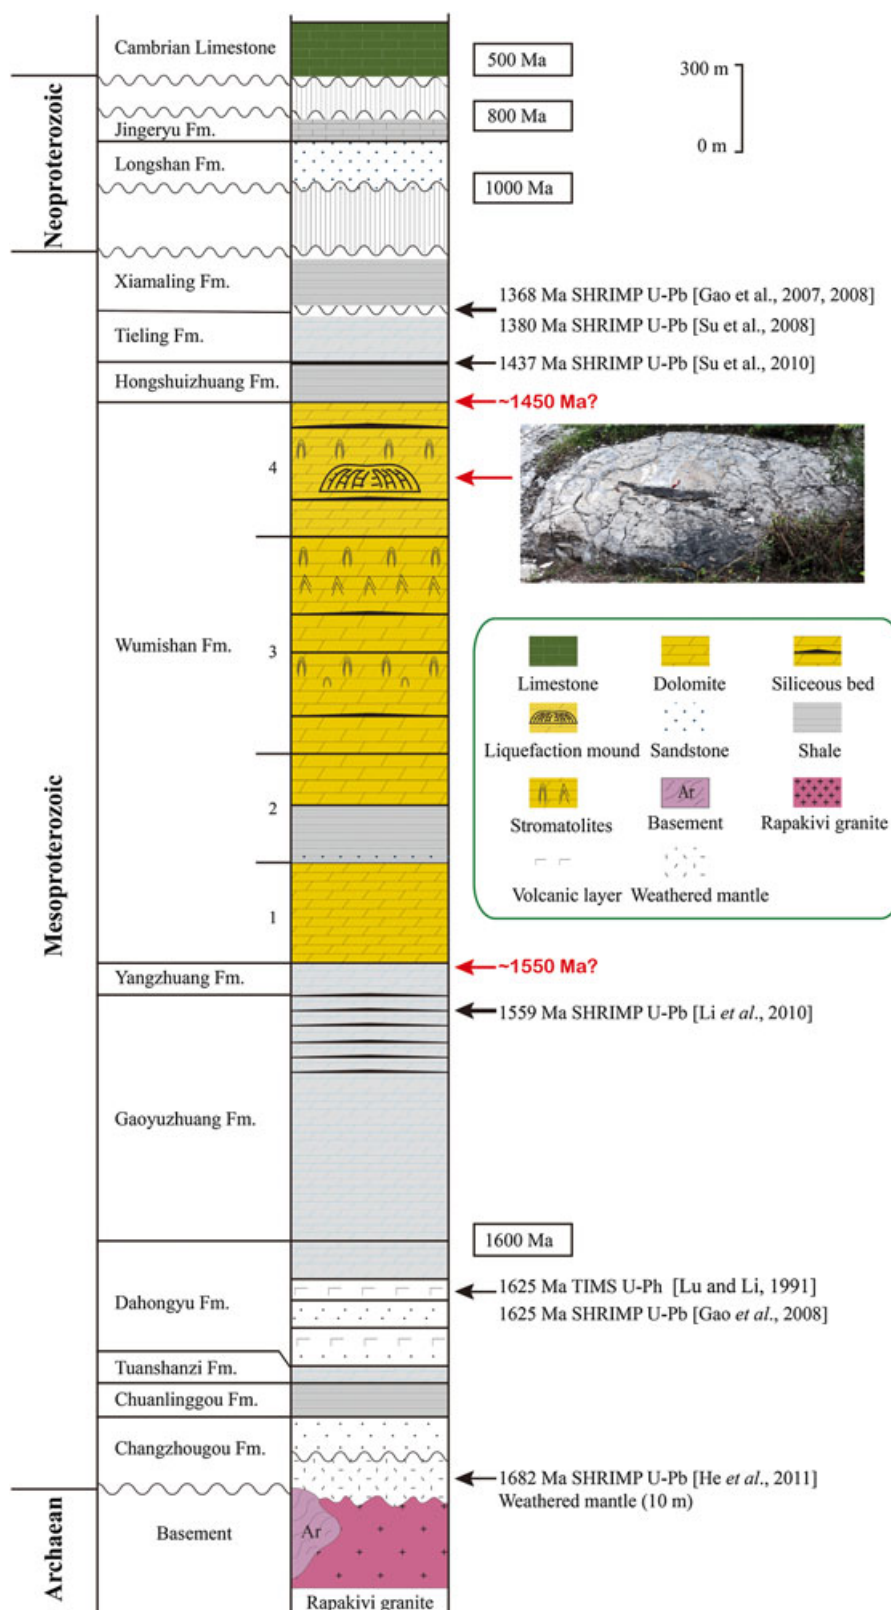 Cambrian Limestone
500 Ma
300 m
0 m
Neoproterozoic
800 Ma
Jingeryu Fm.
Longshan Fm.
1000 Ma
Xiamaling Fm.
1368 Ma SHRIMP U-Pb [Gao et al., 2007, 2008]
1380 Ma SHRIMP U-Pb [Su et al., 2008]
Tieling Fm.
1437 Ma SHRIMP U-Pb [Su et al., 2010]
Hongshuizhuang Fm.
~1450 Ma?
Mesoproterozoic
Wumishan Fm.
4
3
2
1
Limestone
Dolomite
Siliceous bed
Liquefaction mound
Sandstone
Shale
Ar
Stromatolites
Basement
Rapakivi granite
Volcanic layer
Weathered mantle
~1550 Ma?
Yangzhuang Fm.
1559 Ma SHRIMP U-Pb [Li et al., 2010]
Gaoyuzhuang Fm.
1600 Ma
1625 Ma TIMS U-Ph [Lu and Li, 1991]
Dahongyu Fm.
1625 Ma SHRIMP U-Pb [Gao et al., 2008]
Tuanshanzi Fm.
Chuanlinggou Fm.
Changzhougou Fm.
1682 Ma SHRIMP U-Pb [He et al., 2011]
Weathered mantle (10 m)
Archaean
Basement
Ar
Rapakivi granite